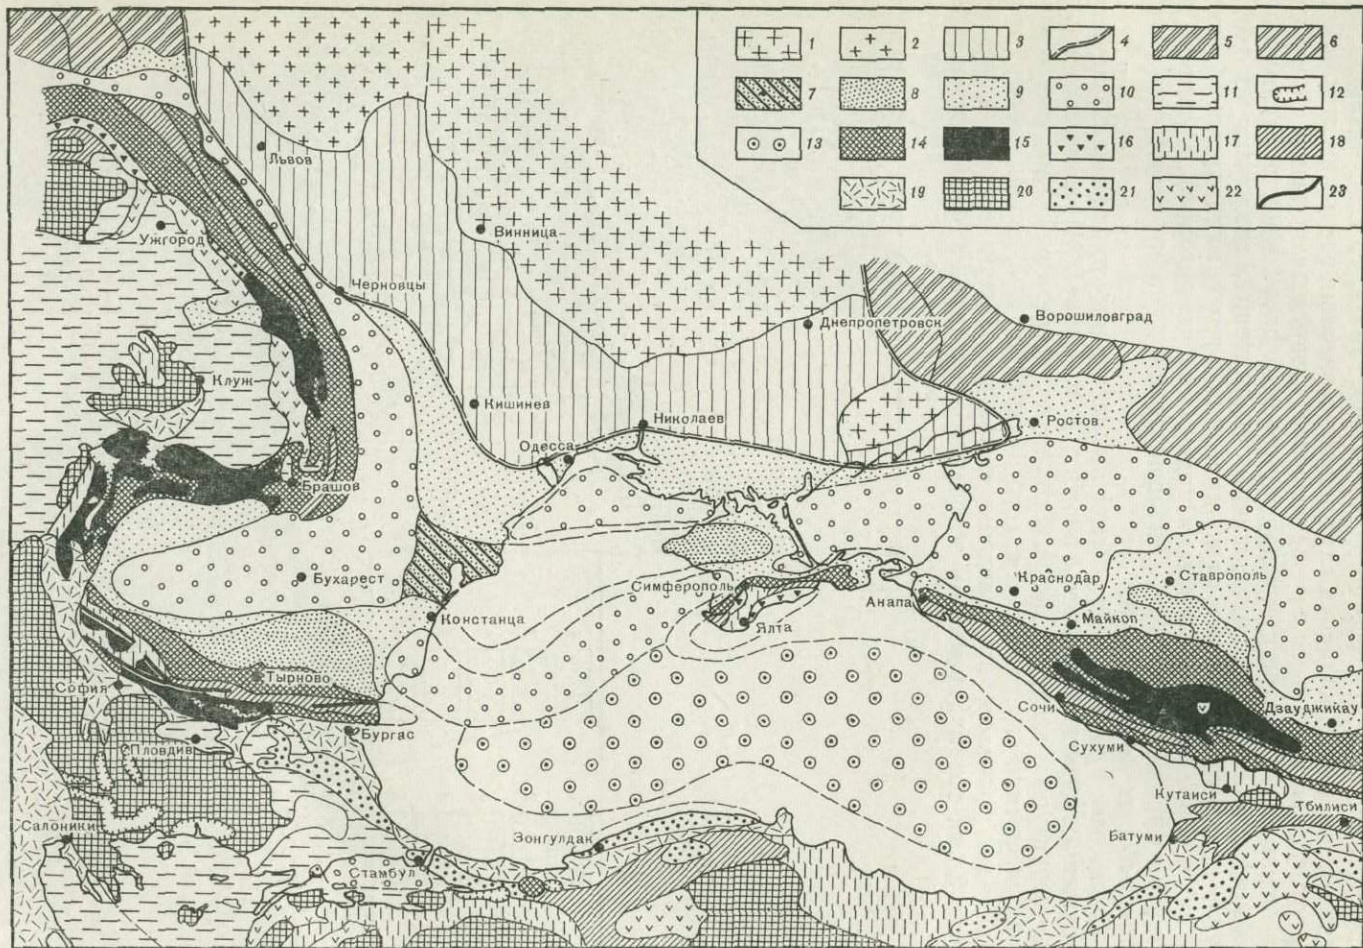 1 2 3 4 5 6
7 8 9 10 11 12
13 14 15 16 17 18
19 20 21 22 23
Львов
Винница
Ужгород
Черновцы
Ворошиловград
Днепропетровск
Клуж
Кишинев
Николаев
Ростов
Одесса
Брашов
Бухарест
Симферополь
Краснодар
Ставрополь
Анапа
Констанца
Ялта
Майкоп
Тырново
София
Сочи
Дзауджикау
Пловдив
Бургас
Сухуми
Кутаиси
Тбилиси
Салоники
Зонгулдак
Батуми
Стамбул